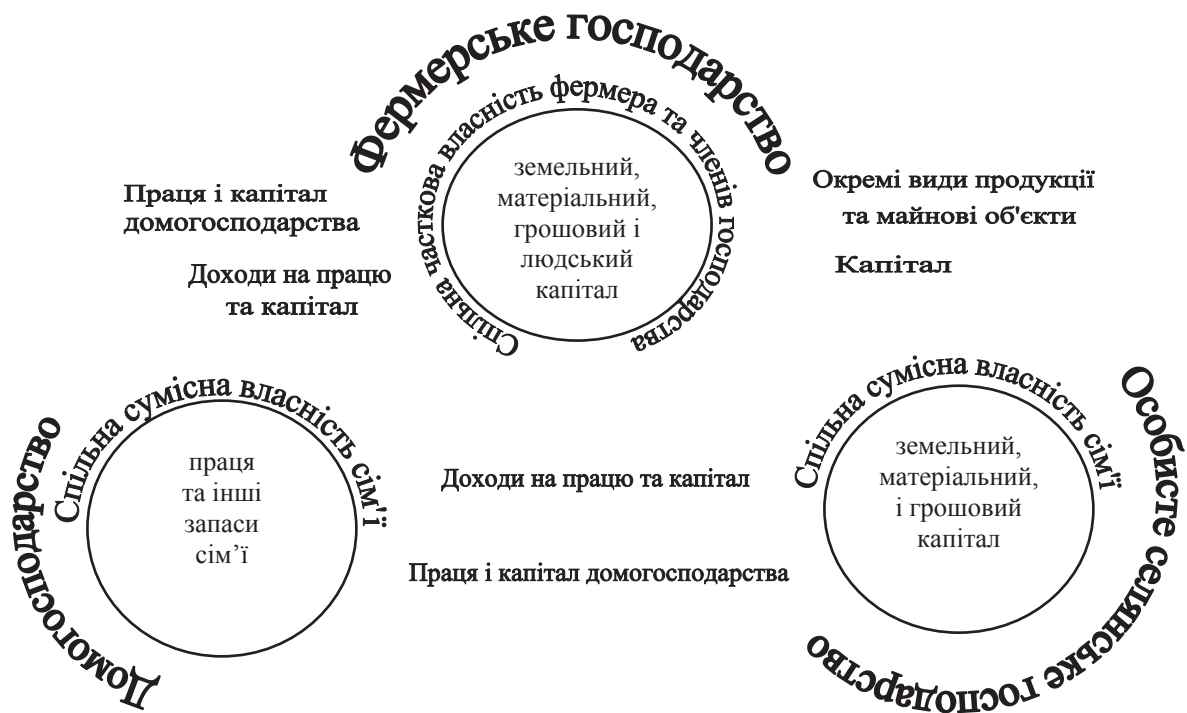 Фермерське господарство
Спільна часткова власність фермера та членів господарства
земельний,
матеріальний,
грошовий і
людський
капітал
Праця і капітал
домогосподарства
Доходи на працю
та капітал
Окремі види продукції
та майнові об'єкти
Капітал
Домогосподарство
Спільна сумісна власність сім'ї
праця
та інші
запаси
сім’ї
Доходи на працю та капітал
Праця і капітал домогосподарства
Особисте селянське господарство
Спільна сумісна власність сім'ї
земельний,
матеріальний,
і грошовий
капітал